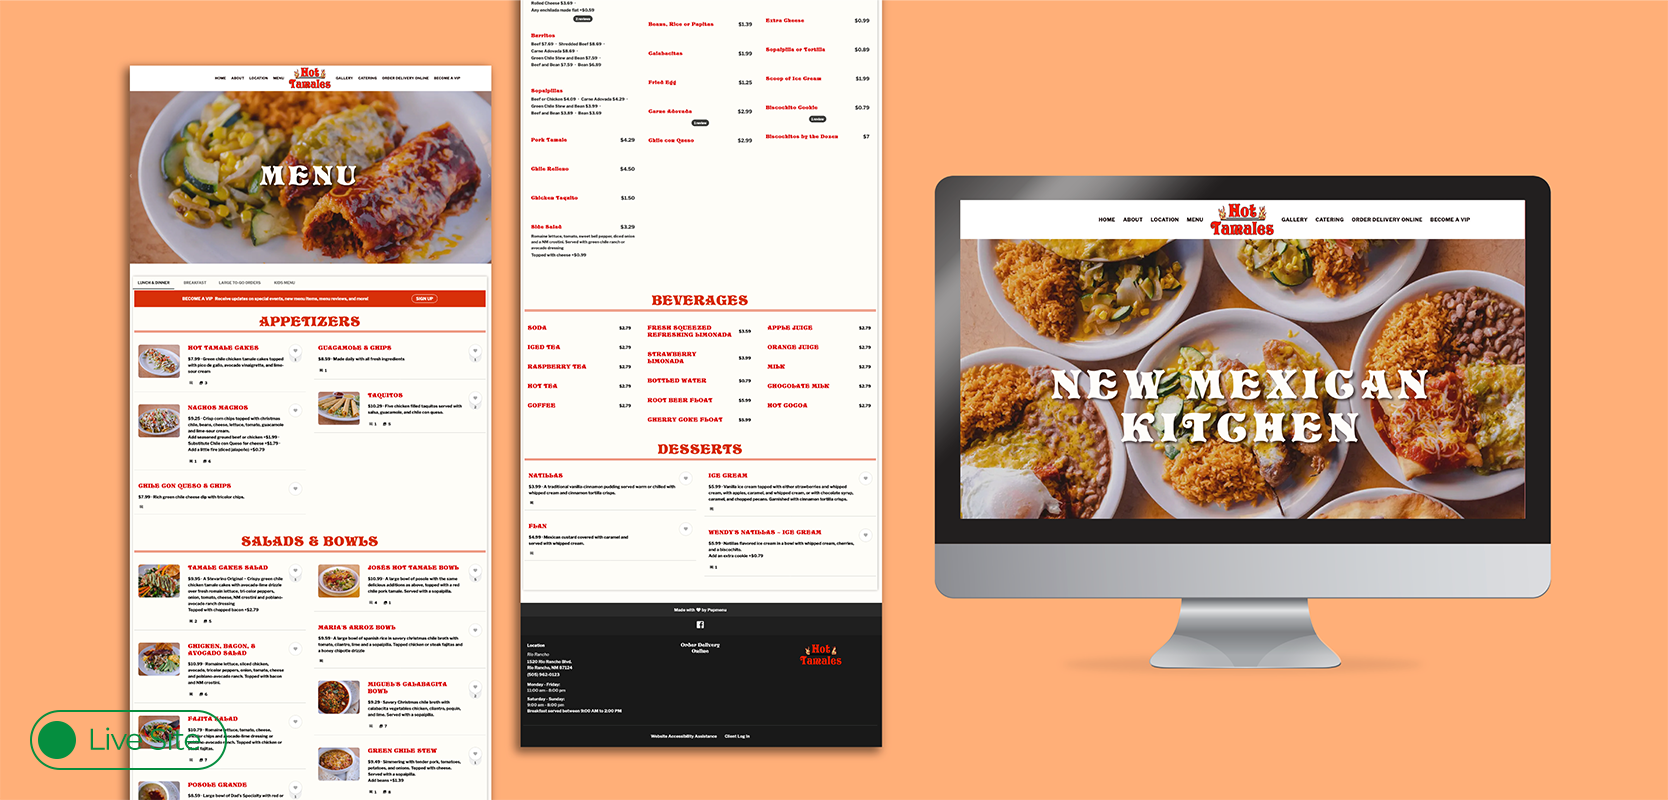 HOME ABOUT LOCATION MENU
Hot
Tamales
GALLERY CATERING ORDER DELIVERY ONLINE BECOME A VIP
MENU
LUNCH & DINNER BREAKFAST LARGE TO-GO ORDERS KIDS MENU
BECOME A VIP Receive updates on special events, new menu items, menu reviews, and more!
SIGN UP
APPETIZERS
HOT TAMALE CAKES
$7.99 · Green chile chicken tamale cakes topped
with pico de gallo, avocado vinaigrette, and lime-
sour cream
3
NACHOS MACHOS
$9.25 · Crisp corn chips topped with christmas
chile, beans, cheese, lettuce, tomato, guacamole
and lime-sour cream.
Add seasoned ground beef or chicken +$1.99 ·
Substitute Chile con Queso for cheese +$1.79 ·
Add a little fire (diced jalapeño) +$0.79
1 6
CHILE CON QUESO & CHIPS
$7.99 · Rich green chile cheese dip with tricolor chips.
GUACAMOLE & CHIPS
$8.59 · Made daily with all fresh ingredients
1
TAQUITOS
$10.29 · Five chicken filled taquitos served with
salsa, guacamole, and chile con queso.
1 5
SALADS & BOWLS
TAMALE CAKES SALAD
$9.95 · A Stevarino Original – Crispy green chile
chicken tamale cakes with avocado-lime drizzle
over fresh romaine lettuce, tri-color peppers,
onion, tomato, cheese, NM crostini and poblano-
avocado ranch dressing
Topped with chopped bacon +$2.79
2 5
CHICKEN, BACON, &
AVOCADO SALAD
$10.99 · Romaine lettuce, sliced chicken,
avocado, tricolor peppers, onion, tomato, cheese
and poblano-avocado ranch. Topped with bacon
and NM crostini.
6
FAJITA SALAD
$10.79 · Romaine lettuce, tomato, cheese,
7
POSOLE GRANDE
$8.59 · Large bowl of Dad's Specialty with red or
JOSÉS HOT TAMALE BOWL
$10.99 · A large bowl of posole with the same
delicious additions as above, topped with a red
chile pork tamale. Served with a sopaipilla.
4 1
MARIA'S ARROZ BOWL
$9.59 · A large bowl of spanish rice in savory christmas chile broth with
tomato, cilantro, lime and a sopaipilla. Topped chicken or steak fajitas and
a honey chipotle drizzle
MIGUEL'S CALABACITA
BOWL
$9.29 · Savory Christmas chile broth with
calabacita vegetables chicken, cilantro, pequin,
and lime. Served with a sopaipilla.
7
GREEN CHILE STEW
$9.49 · Simmering with tender pork, tomatoes,
potatoes, and onions. Topped with cheese.
Served with a sopaipilla.
Add beans +$1.39
1 8
Live Site
Rolled Cheese $3.69 ·
Any enchilada made flat +$0.59
Burritos
Beef $7.69 · Shredded Beef $8.69 ·
Carne Adovada $8.69 ·
Green Chile Stew and Bean $7.59 ·
Beef and Bean $7.59 · Bean $6.89
Sopaipillas
Beef or Chicken $4.09 · Carne Adovada $4.29 ·
Green Chile Stew and Bean $3.99 ·
Beef and Bean $3.89 · Bean $3.69
Pork Tamale $4.29
Chile Relleno $4.50
Chicken Taquito $1.50
Side Salad $3.29
Romaine lettuce, tomato, sweet bell pepper, diced onion
and a NM crostini. Served with green chile ranch or
avocado dressing
Topped with cheese +$0.99
Beans, Rice or Papitas $1.39
Calabacitas $1.99
Fried Egg $1.25
Carne Adovada $2.99
Chile con Queso $2.99
Extra Cheese $0.99
Sopaipilla or Tortilla $0.89
Scoop of Ice Cream $1.99
Biscochito Cookie $0.79
Biscochitos by the Dozen $7
BEVERAGES
SODA $2.79
ICED TEA $2.79
RASPBERRY TEA $2.79
HOT TEA $2.79
COFFEE $2.79
FRESH SQUEEZED
REFRESHING LIMONADA $3.59
STRAWBERRY
LIMONADA $3.99
BOTTLED WATER $0.79
ROOT BEER FLOAT $5.99
CHERRY COKE FLOAT $5.99
APPLE JUICE $2.79
ORANGE JUICE $2.79
MILK $2.79
CHOCOLATE MILK $2.79
HOT COCOA $2.79
DESSERTS
NATILLAS
$3.99 · A traditional vanilla-cinnamon pudding served warm or chilled with
whipped cream and cinnamon tortilla crisps.
FLAN
$4.99 · Mexican custard covered with caramel and
served with whipped cream.
ICE CREAM
$5.99 · Vanilla ice cream topped with either strawberries and whipped
cream, with apples, caramel, and whipped cream, or with chocolate syrup,
caramel, and chopped pecans. Garnished with cinnamon tortilla crisps.
WENDY'S NATILLAS – ICE CREAM
$5.99 · Natillas flavored ice cream in a bowl with whipped cream, cherries,
and a biscochito.
Add an extra cookie +$0.79
1
Made with by Popmenu
Location
Rio Rancho
1520 Rio Rancho Blvd.
Rio Rancho, NM 87124
(505) 962-0123
Monday - Friday:
11:00 am - 8:00 pm
Saturday - Sunday:
9:00 am - 8:00 pm
Breakfast served between 9:00 AM to 2:00 PM
Order Delivery
Online
Hot
Tamales
Website Accessibility Assistance Client Log In
HOME ABOUT LOCATION MENU
Hot
Tamales
GALLERY CATERING ORDER DELIVERY ONLINE BECOME A VIP
NEW MEXICAN
KITCHEN